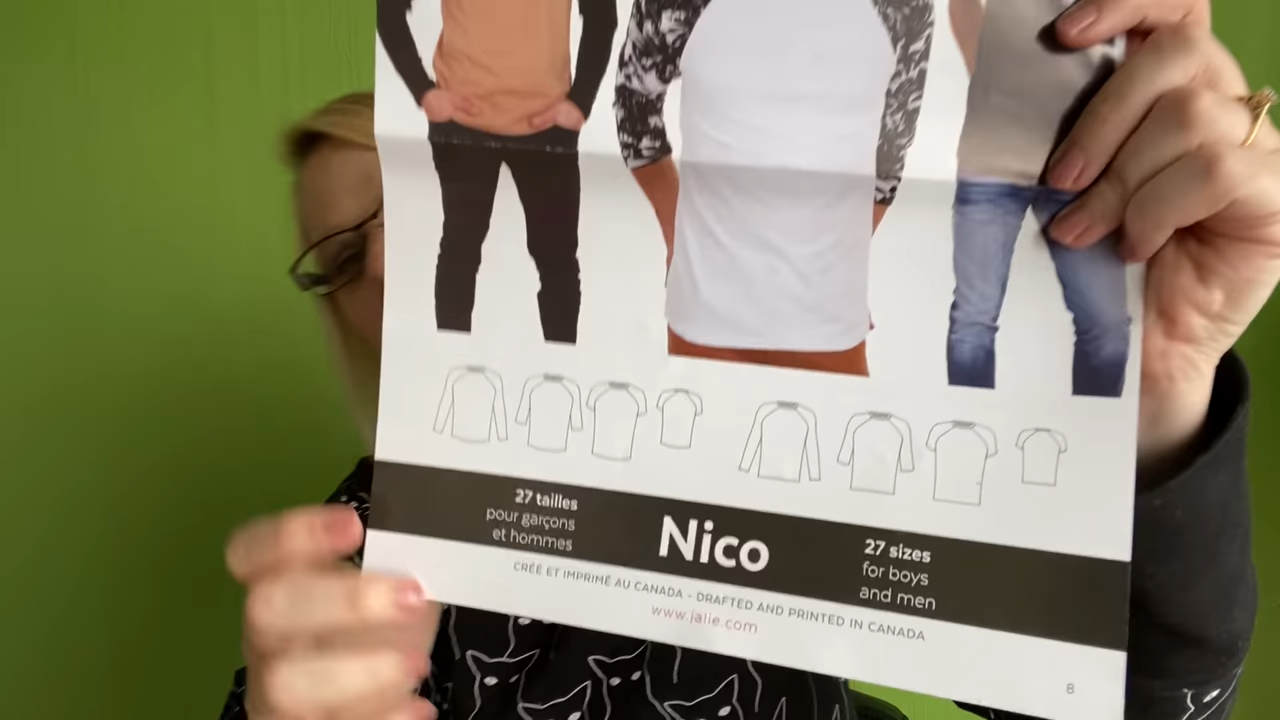 27 tailles
pour garçons
et hommes
Nico
27 sizes
for boys
and men
CRÉÉ ET IMPRIMÉ AU CANADA - DRAFTED AND PRINTED IN CANADA
www.jalie.com
8